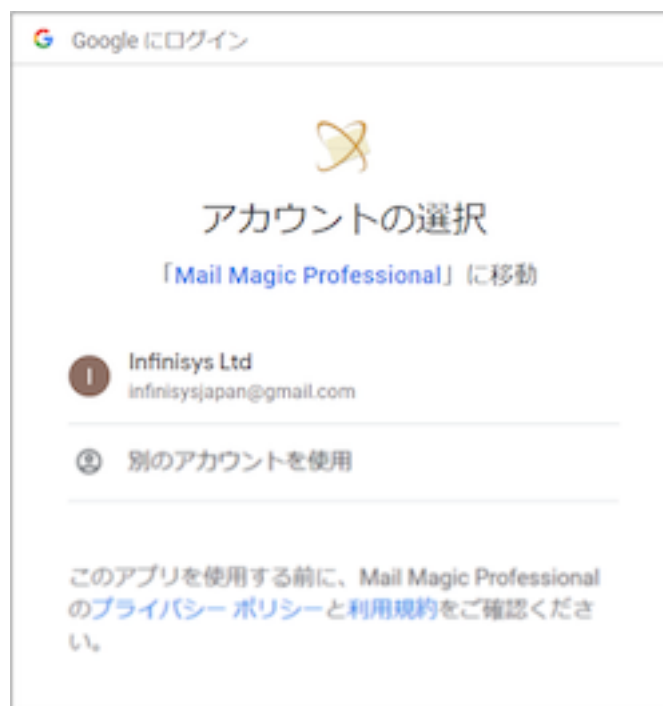 Google にログイン
アカウントの選択
「Mail Magic Professional」に移動
I
Infinisys Ltd
infinisysjapan@gmail.com
別のアカウントを使用
このアプリを使用する前に、Mail Magic Professional
のプライバシー ポリシーと利用規約をご確認くださ
い。